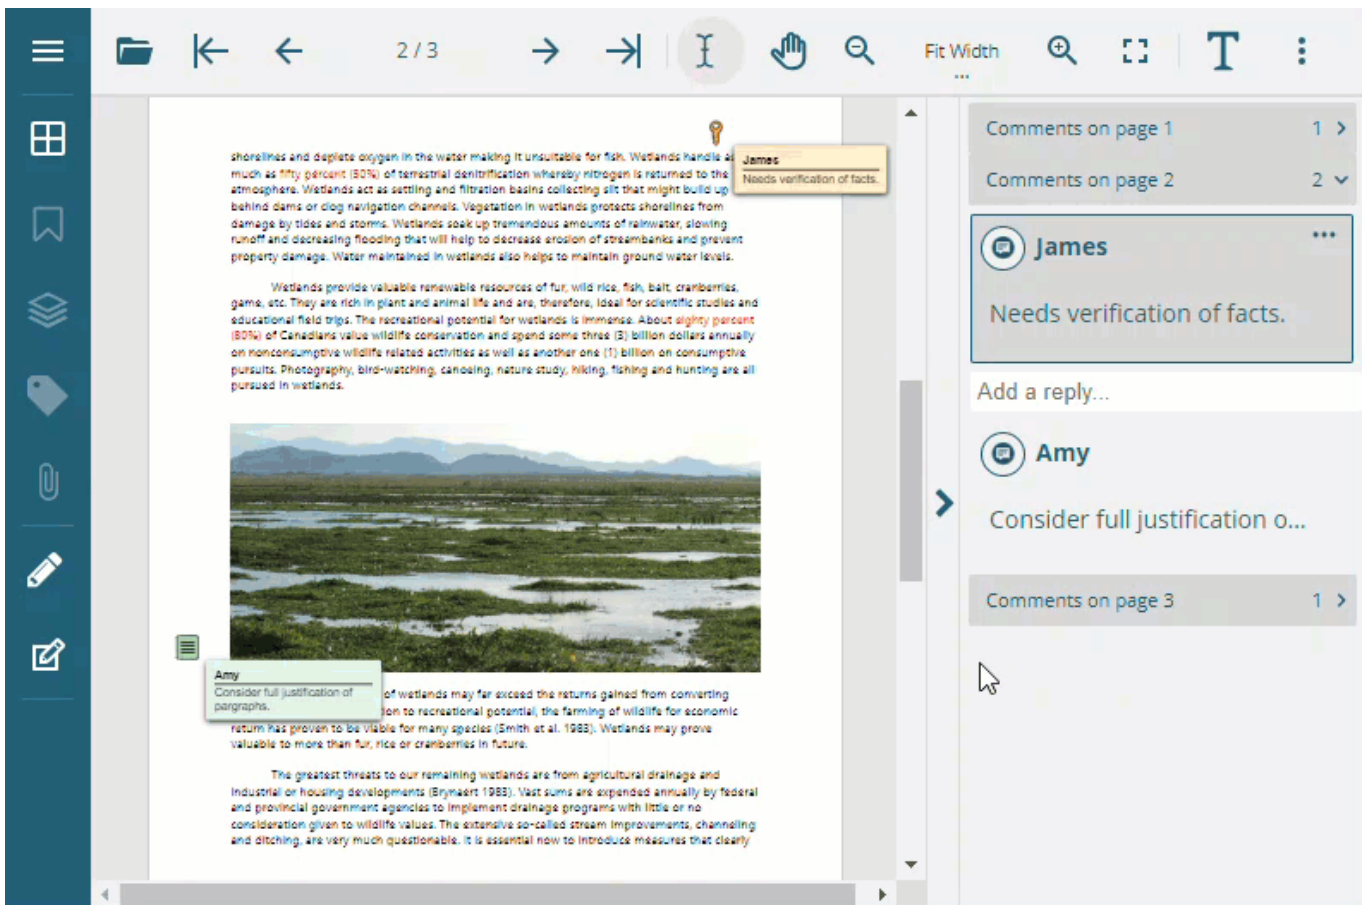 2 / 3
Fit Width
...
shorelines and deplete oxygen in the water making it unsuitable for fish. Wetlands handle as
much as fifty percent (50%) of terrestrial denitrification whereby nitrogen is returned to the
atmosphere. Wetlands act as settling and filtration basins collecting silt that might build up
behind dams or clog navigation channels. Vegetation in wetlands protects shorelines from
damage by tides and storms. Wetlands soak up tremendous amounts of rainwater, slowing
runoff and decreasing flooding that will help to decrease erosion of streambanks and prevent
property damage. Water maintained in wetlands also helps to maintain ground water levels.
James
Needs verification of facts.
Wetlands provide valuable renewable resources of fur, wild rice, fish, bait, cranberries,
game, etc. They are rich in plant and animal life and are, therefore, ideal for scientific studies and
educational field trips. The recreational potential for wetlands is immense. About eighty percent
(80%) of Canadians value wildlife conservation and spend some three (3) billion dollars annually
on nonconsumptive wildlife related activities as well as another one (1) billion on consumptive
pursuits. Photography, bird-watching, canoeing, nature study, hiking, fishing and hunting are all
pursued in wetlands.
Amy
Consider full justification of
pargraphs.
of wetlands may far exceed the returns gained from converting
ion to recreational potential, the farming of wildlife for economic
return has proven to be viable for many species (Smith et al. 1983). Wetlands may prove
valuable to more than fur, rice or cranberries in future.
The greatest threats to our remaining wetlands are from agricultural drainage and
industrial or housing developments (Brynaert 1983). Vast sums are expended annually by federal
and provincial government agencies to implement drainage programs with little or no
consideration given to wildlife values. The extensive so-called stream improvements, channeling
and ditching, are very much questionable. It is essential now to introduce measures that clearly
Comments on page 1 1
Comments on page 2 2
James
Needs verification of facts.
Add a reply...
Amy
Consider full justification o...
Comments on page 3 1